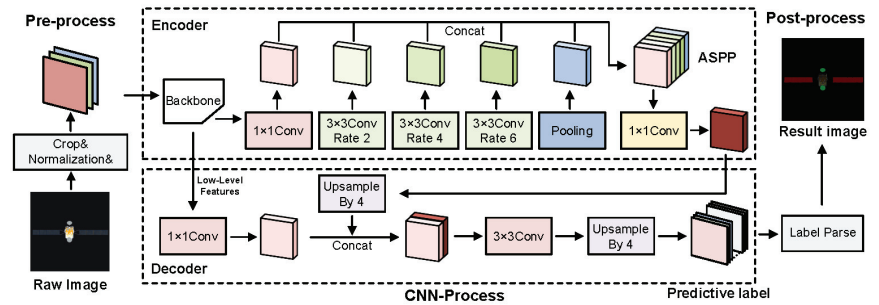 Pre-process
Crop&
Normalization&
Raw Image
Encoder
Concat
ASPP
Backbone
1×1Conv
3×3Conv
Rate 2
3×3Conv
Rate 4
3×3Conv
Rate 6
Pooling
1×1Conv
Low-Level
Features
Upsample
By 4
1×1Conv
Concat
3×3Conv
Upsample
By 4
Decoder
Predictive label
CNN-Process
Post-process
Result image
Label Parse